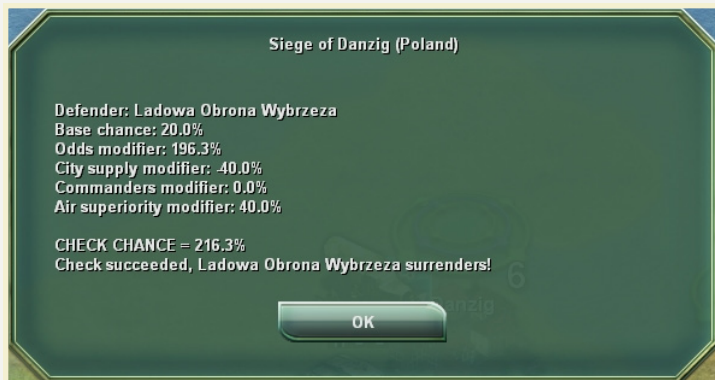 Siege of Danzig (Poland)
Defender: Ladowa Obrona Wybrzeza
Base chance: 20.0%
Odds modifier: 196.3%
City supply modifier: -40.0%
Commanders modifier: 0.0%
Air superiority modifier: 40.0%
CHECK CHANCE = 216.3%
Check succeeded, Ladowa Obrona Wybrzeza surrenders!
6
anzig
OK